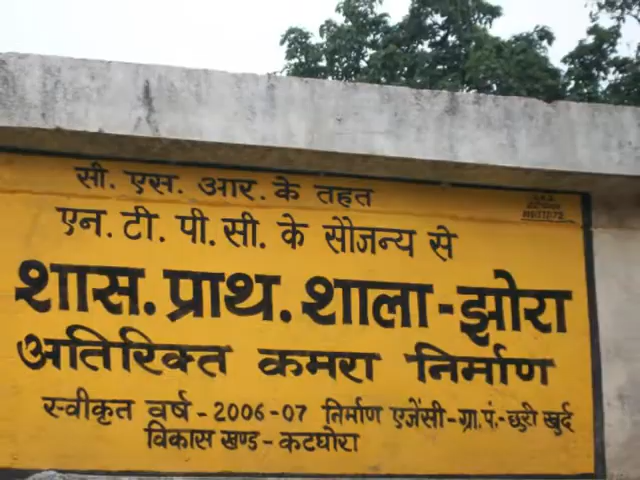 सी. एस. आर. के तहत
एन. टी. पी. सी. के सौजन्य से
शास. प्राथ. शाला-झोरा
अतिरिक्त कमरा निर्माण
स्वीकृत वर्ष - 2006-07 निर्माण एजेंसी-ग्रा.पं.-छुरी खुर्द
विकास खण्ड - कटघोरा